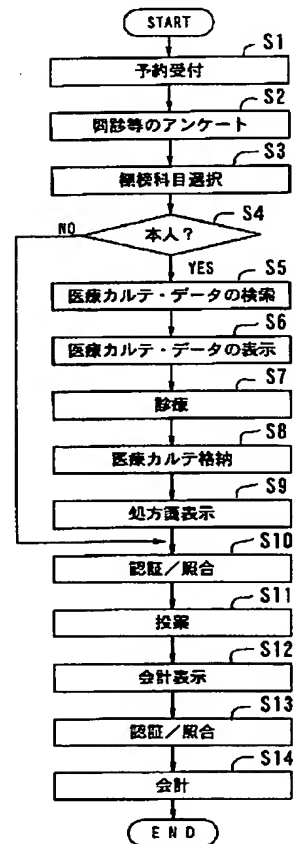 START
S1
予約受付
S2
問診等のアンケート
S3
科目選択
S4
本人?
NO
YES
S5
医療カルテ・データの検索
S6
医療カルテ・データの表示
S7
診療
S8
医療カルテ格納
S9
処方箋表示
S10
認証/照合
S11
投薬
S12
会計表示
S13
認証/照合
S14
会計
END